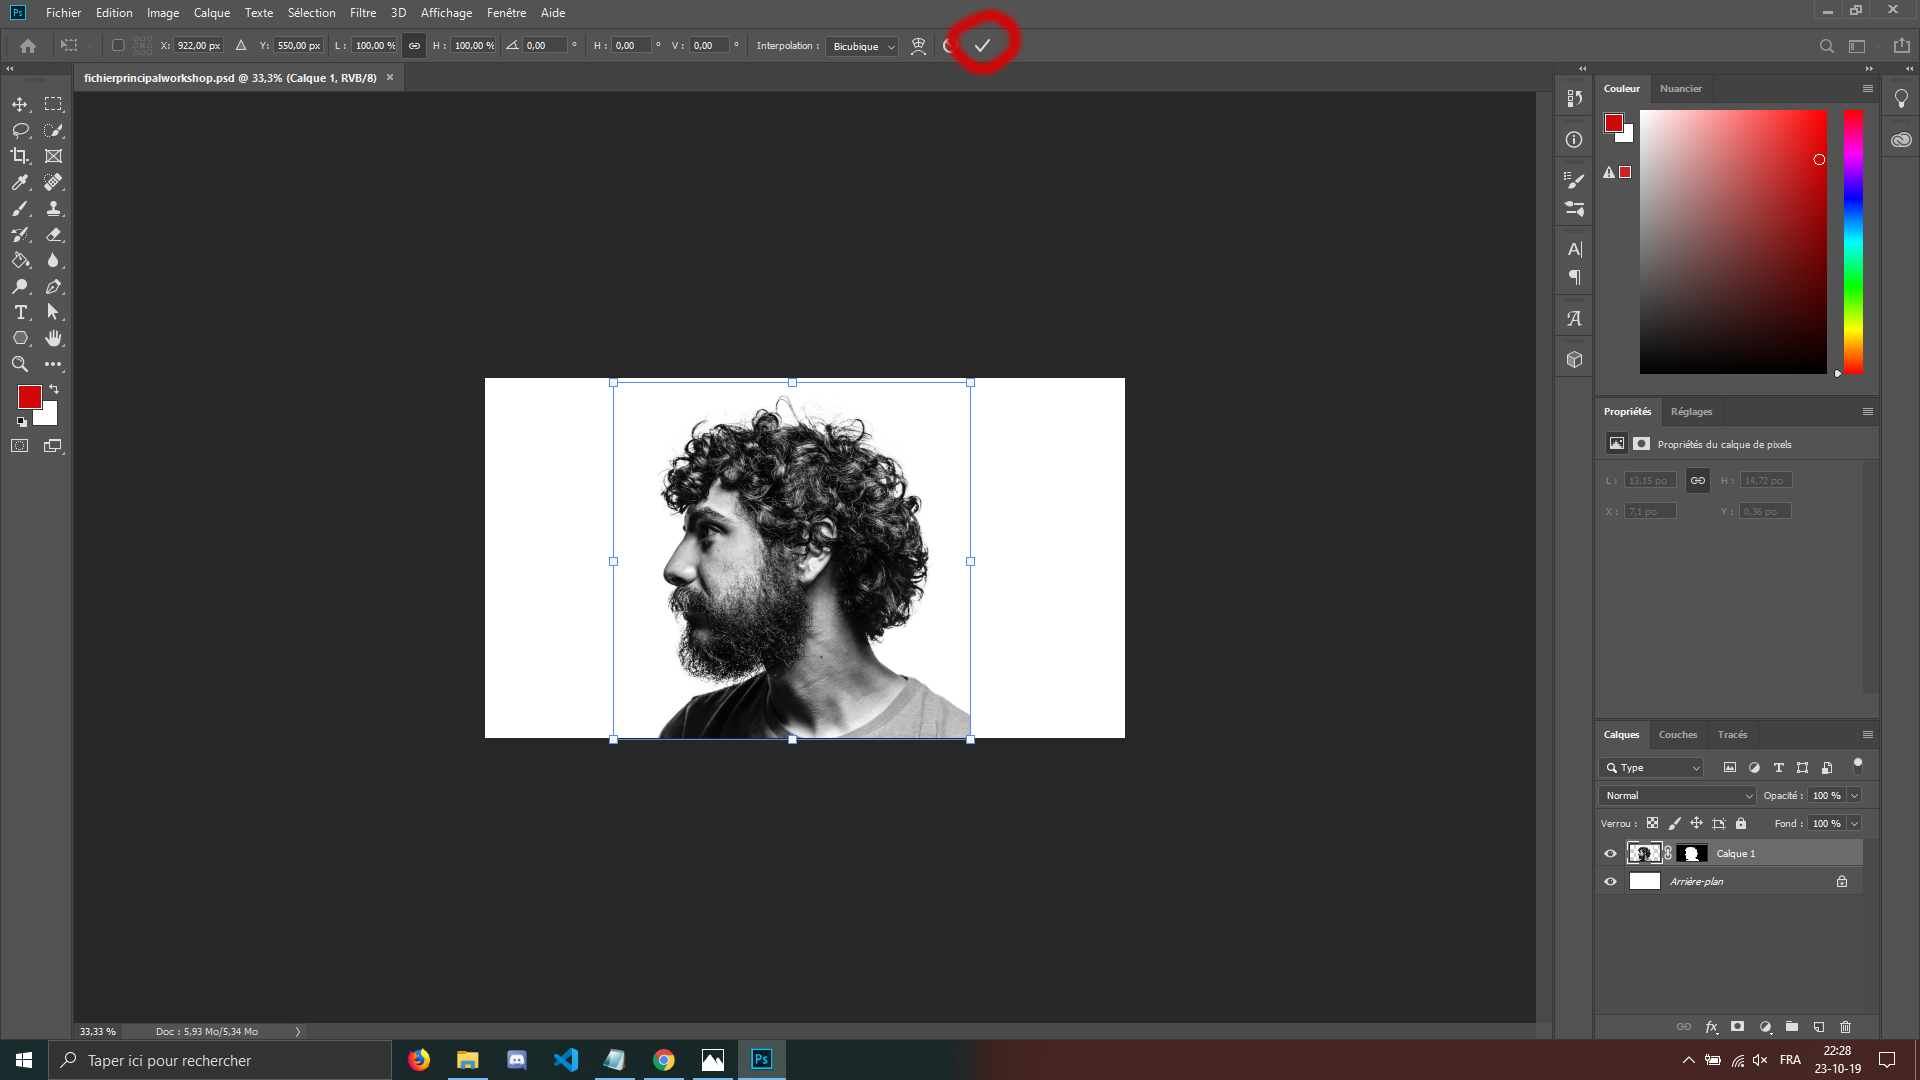 Ps Fichier Edition Image Calque Texte Sélection Filtre 3D Affichage Fenêtre Aide
X: 922,00 px Y: 550,00 px L : 100,00 % H : 100,00 % 0,00 ° H : 0,00 ° V : 0,00 ° Interpolation : Bicubique
fichierprincipalworkshop.psd @ 33,3% (Calque 1, RVB/8) ×
Couleur Nuancier
Propriétés Réglages
Propriétés du calque de pixels
L : 13,15 po H : 14,72 po
X : 7,1 po Y : 0,36 po
Calques Couches Tracés
Type
Normal Opacité : 100 %
Verrou : Fond : 100 %
Calque 1
Arrière-plan
33,33 % Doc : 5,93 Mo/5,34 Mo
Taper ici pour rechercher Ps FRA 22:28
23-10-19